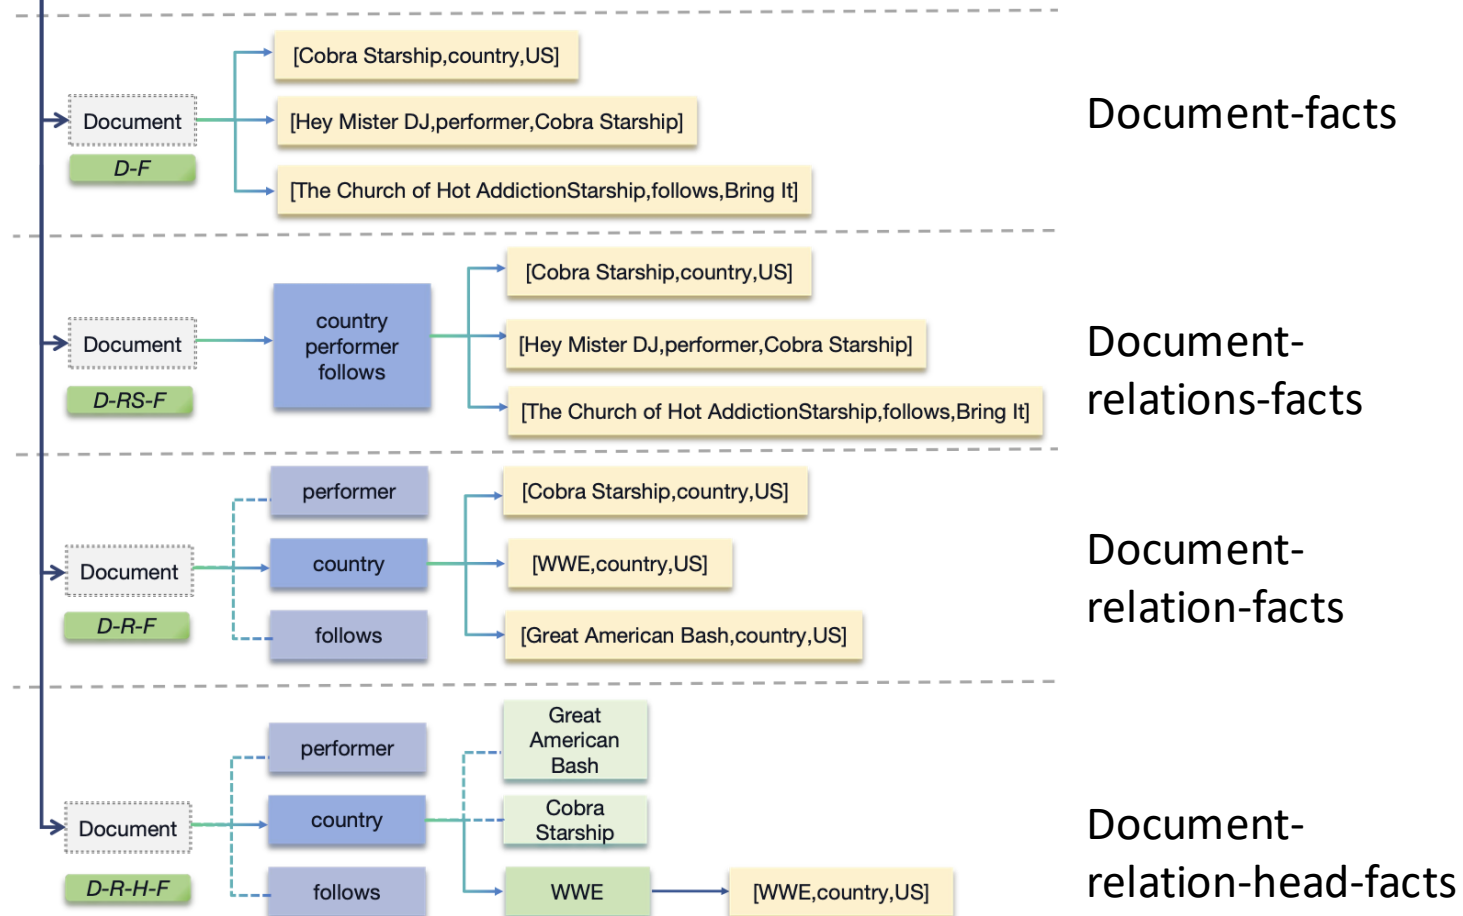 [Cobra Starship,country,US]
Document
[Hey Mister DJ,performer,Cobra Starship]
D-F
[The Church of Hot AddictionStarship,follows,Bring It]
Document-facts
Document
country
performer
follows
D-RS-F
[Cobra Starship,country,US]
[Hey Mister DJ,performer,Cobra Starship]
[The Church of Hot AddictionStarship,follows,Bring It]
Document-
relations-facts
Document
D-R-F
performer
country
follows
[Cobra Starship,country,US]
[WWE,country,US]
[Great American Bash,country,US]
Document-
relation-facts
Document
D-R-H-F
performer
country
follows
Great
American
Bash
Cobra
Starship
WWE
[WWE,country,US]
Document-
relation-head-facts